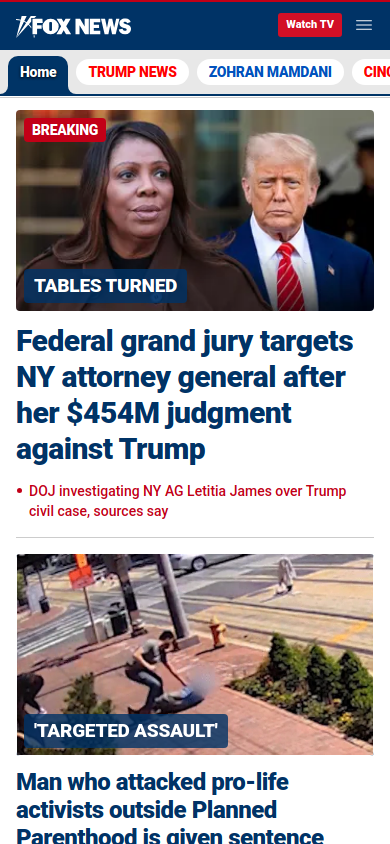 FOX NEWS
Watch TV
Home
TRUMP NEWS
ZOHRAN MAMDANI
BREAKING
TABLES TURNED
Federal grand jury targets
NY attorney general after
her $454M judgment
against Trump
• DOJ investigating NY AG Letitia James over Trump
civil case, sources say
'TARGETED ASSAULT'
Man who attacked pro-life
activists outside Planned
Parenthood is given sentence